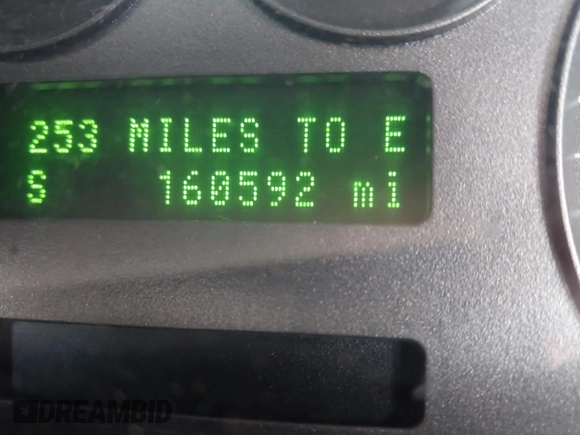 253 MILES TO E
S 160592 mi
DREAMBID